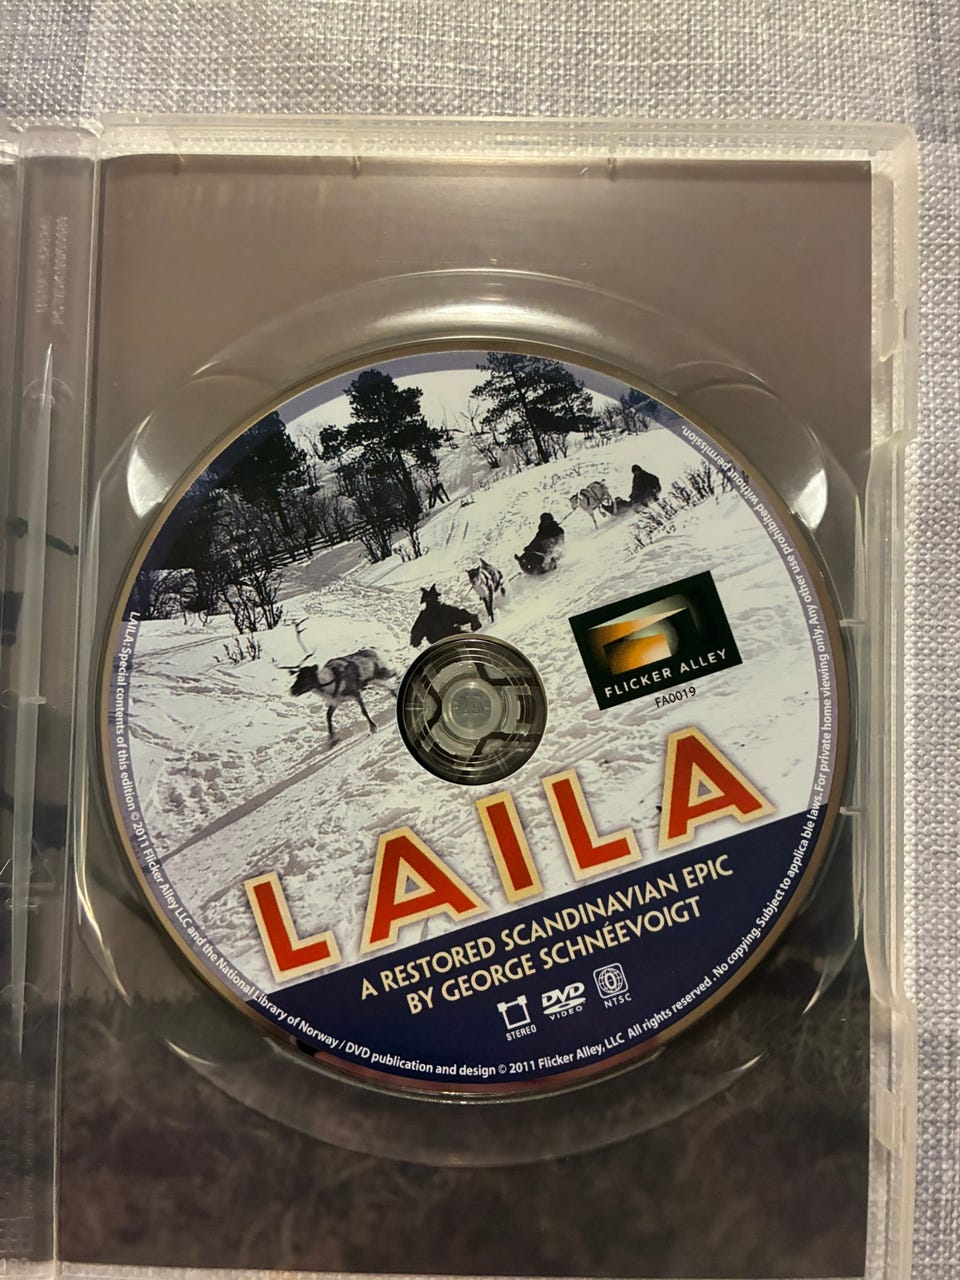 FLICKER ALLEY
FA0019
LAILA
A RESTORED SCANDINAVIAN EPIC
BY GEORGE SCHNÉEVOIGT
STEREO
DVD
VIDEO
NTSC
LAILA: Special contents of this edition © 2011 Flicker Alley LLC and the National Library of Norway / DVD publication and design © 2011 Flicker Alley, LLC All rights reserved. No copying. Subject to applica ble laws. For private home viewing only. Any other use prohibited without permission.